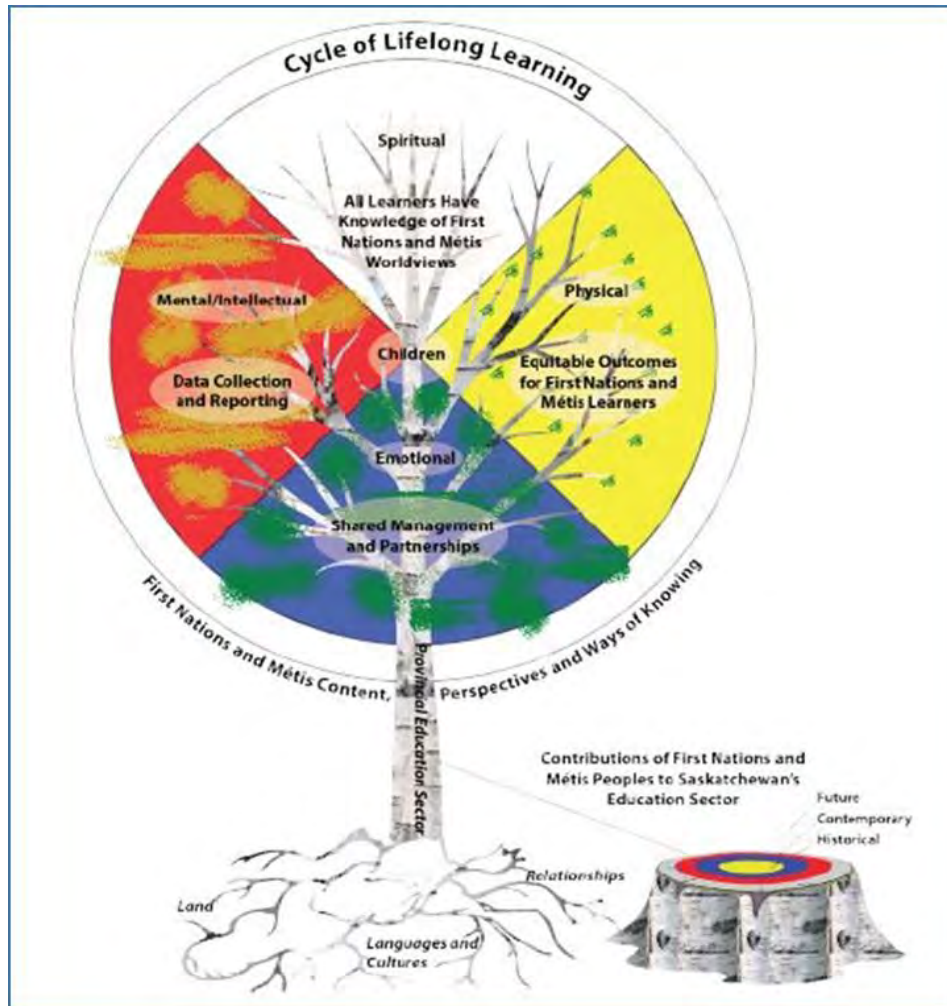 Cycle of Lifelong Learning
Spiritual
All Learners Have
Knowledge of First
Nations and Métis
Worldviews
Mental/Intellectual
Physical
Children
Data Collection
and Reporting
Equitable Outcomes
for First Nations and
Métis Learners
Emotional
Shared Management
and Partnerships
First Nations and Métis Content, Perspectives and Ways of Knowing
Provincial Education Sector
Contributions of First Nations and
Métis Peoples to Saskatchewan's
Education Sector
Future
Contemporary
Historical
Relationships
Land
Languages and
Cultures